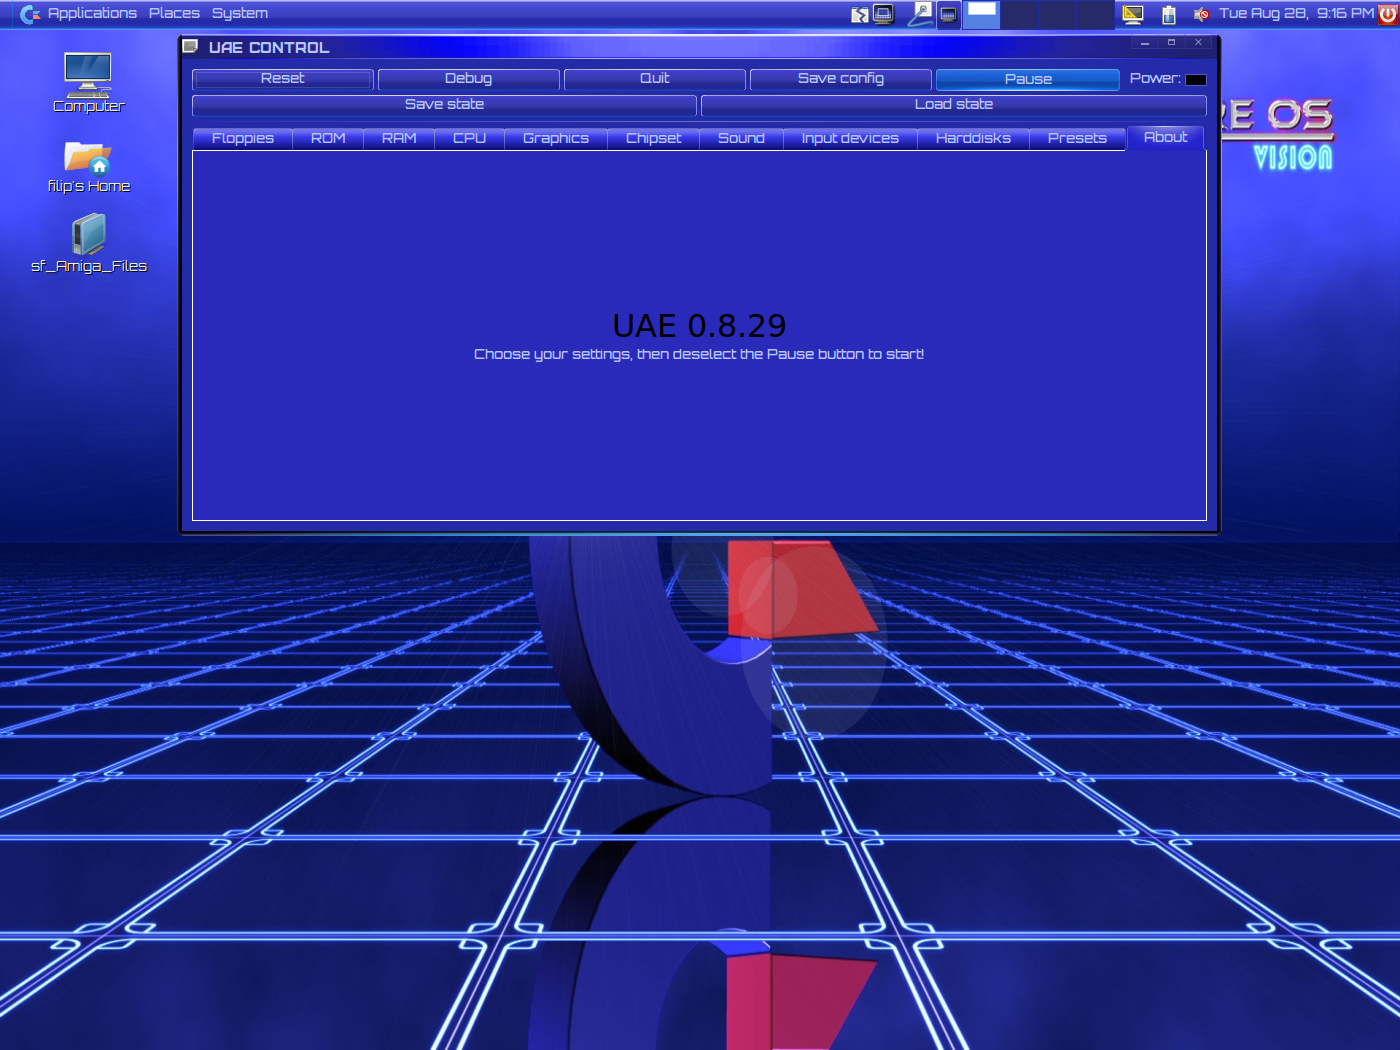 Applications Places System
Tue Aug 28, 9:16 PM
UAE CONTROL
Reset Debug Quit Save config Pause Power:
Save state Load state
Floppies ROM RAM CPU Graphics Chipset Sound Input devices Harddisks Presets About
UAE 0.8.29
Choose your settings, then deselect the Pause button to start!
Computer
filip's Home
sf_Amiga_Files
OS
VISION